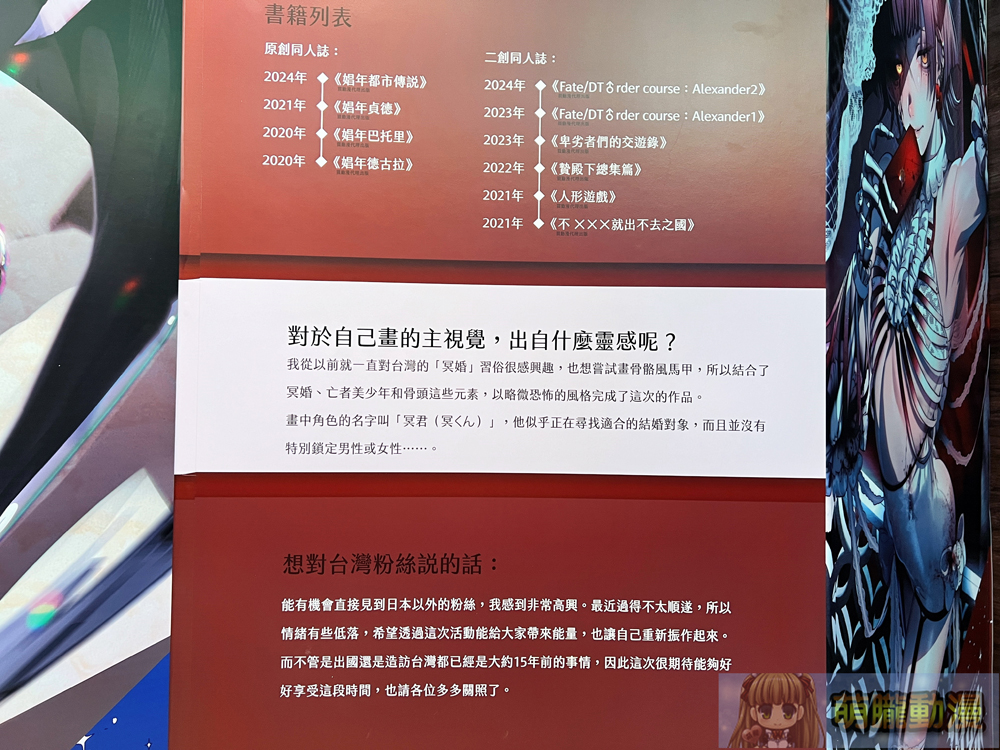 書籍列表
原創同人誌：
2024年 《娼年都市傳説》
2021年 《娼年貞德》
2020年 《娼年巴托里》
2020年 《娼年德古拉》
二創同人誌：
2024年 《Fate/DT♂rder course：Alexander2》
2023年 《Fate/DT♂rder course：Alexander1》
2023年 《卑劣者們的交遊錄》
2022年 《贄殿下總集篇》
2021年 《人形遊戲》
2021年 《不 ×××就出不去之國》
對於自己畫的主視覺，出自什麼靈感呢？
我從以前就一直對台灣的「冥婚」習俗很感興趣，也想嘗試畫骨骼風馬甲，所以結合了
冥婚、亡者美少年和骨頭這些元素，以略微恐怖的風格完成了這次的作品。
畫中角色的名字叫「冥君（冥くん）」，他似乎正在尋找適合的結婚對象，而且並沒有
特別鎖定男性或女性……。
想對台灣粉絲説的話：
能有機會直接見到日本以外的粉絲，我感到非常高興。最近過得不太順遂，所以
情緒有些低落，希望透過這次活動能給大家帶來能量，也讓自己重新振作起來。
而不管是出國還是造訪台灣都已經是大約15年前的事情，因此這次很期待能夠好
好享受這段時間，也請各位多多關照了。
萌朧動漫